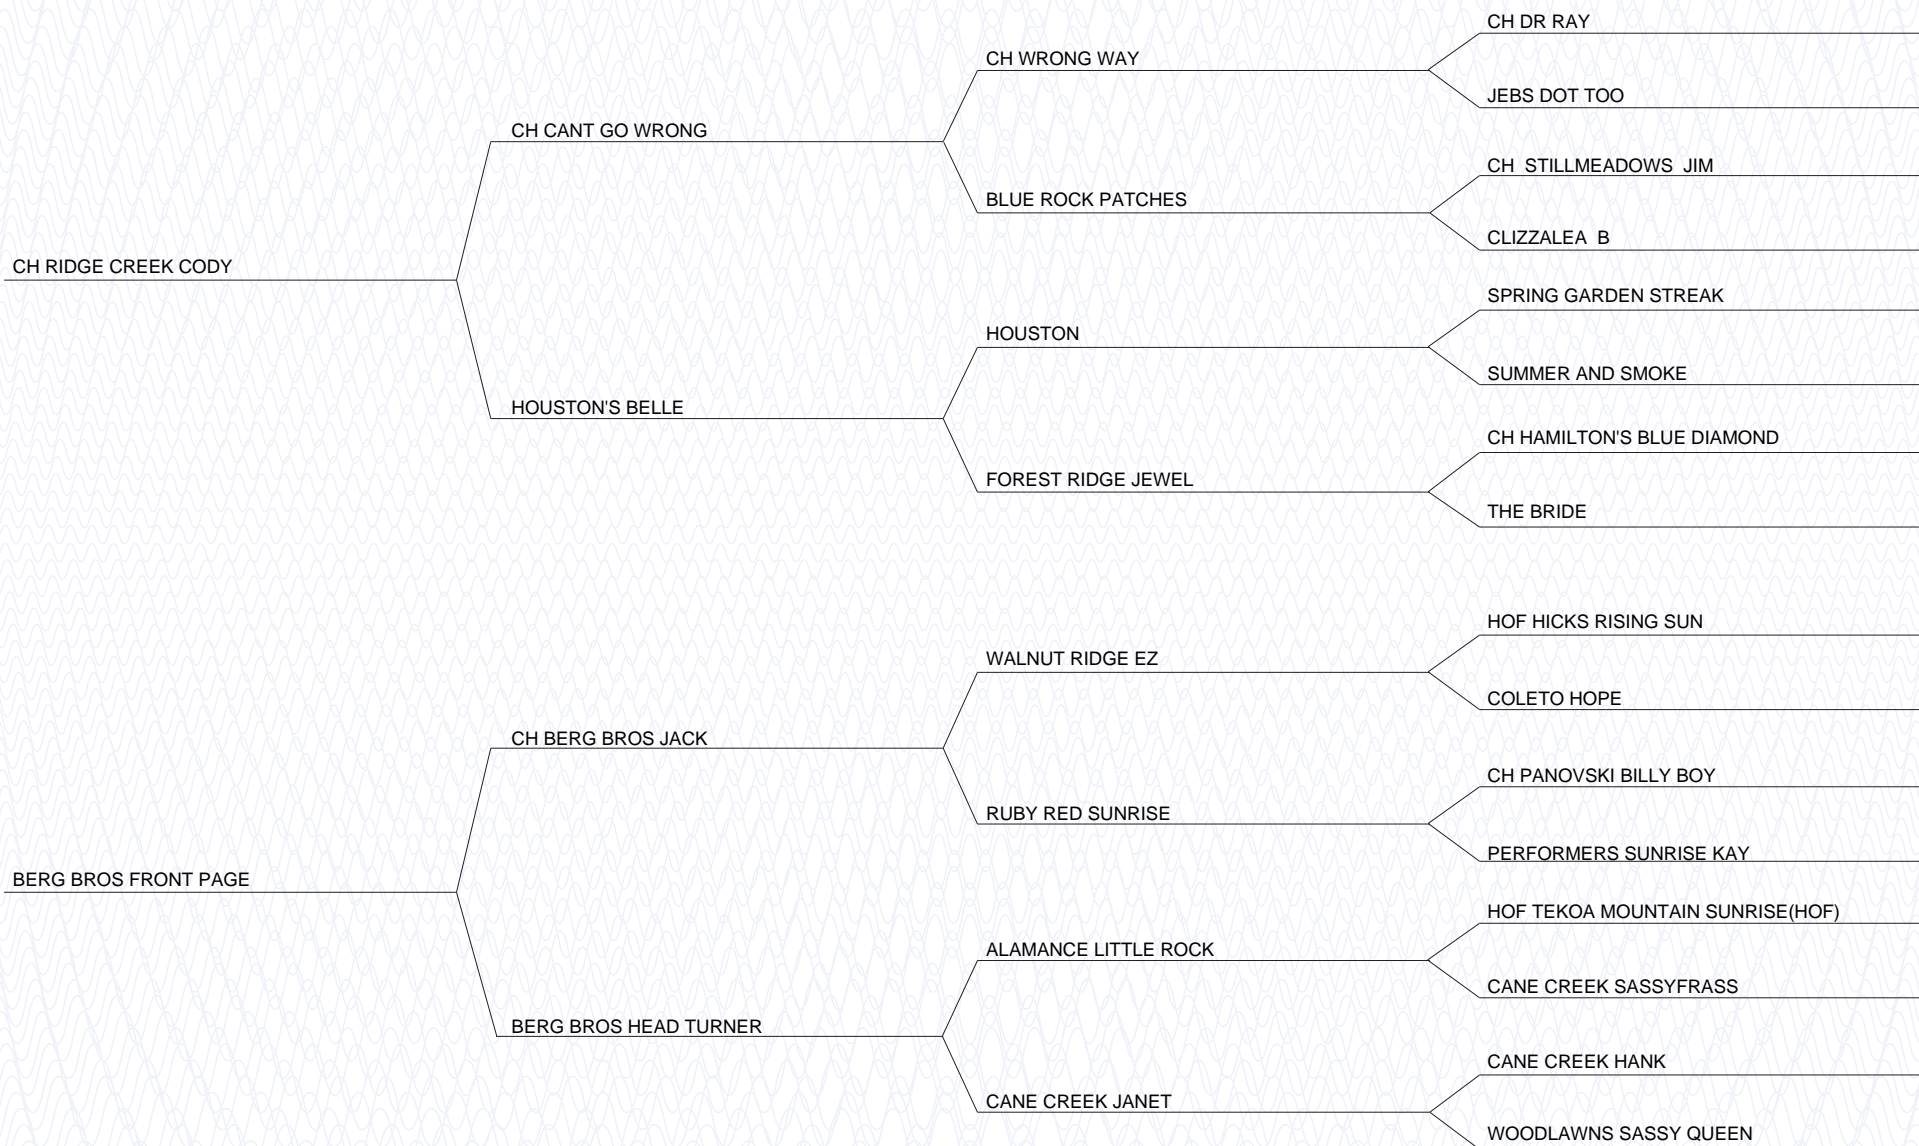 CH RIDGE CREEK CODY
CH CANT GO WRONG
CH WRONG WAY
CH DR RAY
JEBS DOT TOO
BLUE ROCK PATCHES
CH  STILLMEADOWS  JIM
CLIZZALEA  B
HOUSTON'S BELLE
HOUSTON
SPRING GARDEN STREAK
SUMMER AND SMOKE
FOREST RIDGE JEWEL
CH HAMILTON'S BLUE DIAMOND
THE BRIDE
BERG BROS FRONT PAGE
CH BERG BROS JACK
WALNUT RIDGE EZ
HOF HICKS RISING SUN
COLETO HOPE
RUBY RED SUNRISE
CH PANOVSKI BILLY BOY
PERFORMERS SUNRISE KAY
BERG BROS HEAD TURNER
ALAMANCE LITTLE ROCK
HOF TEKOA MOUNTAIN SUNRISE(HOF)
CANE CREEK SASSYFRASS
CANE CREEK JANET
CANE CREEK HANK
WOODLAWNS SASSY QUEEN